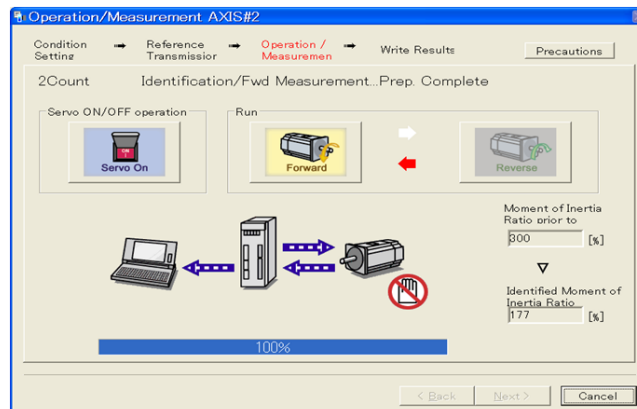 Operation/Measurement AXIS#2
Condition Setting
Reference Transmissior
Operation / Measuremen
Write Results
Precautions
2Count Identification/Fwd Measurement...Prep. Complete
Servo ON/OFF operation
Run
Servo On
Forward
Reverse
Moment of Inertia
Ratio prior to
300 [%]
Identified Moment of
Inertia Ratio
177 [%]
100%
< Back
Next >
Cancel